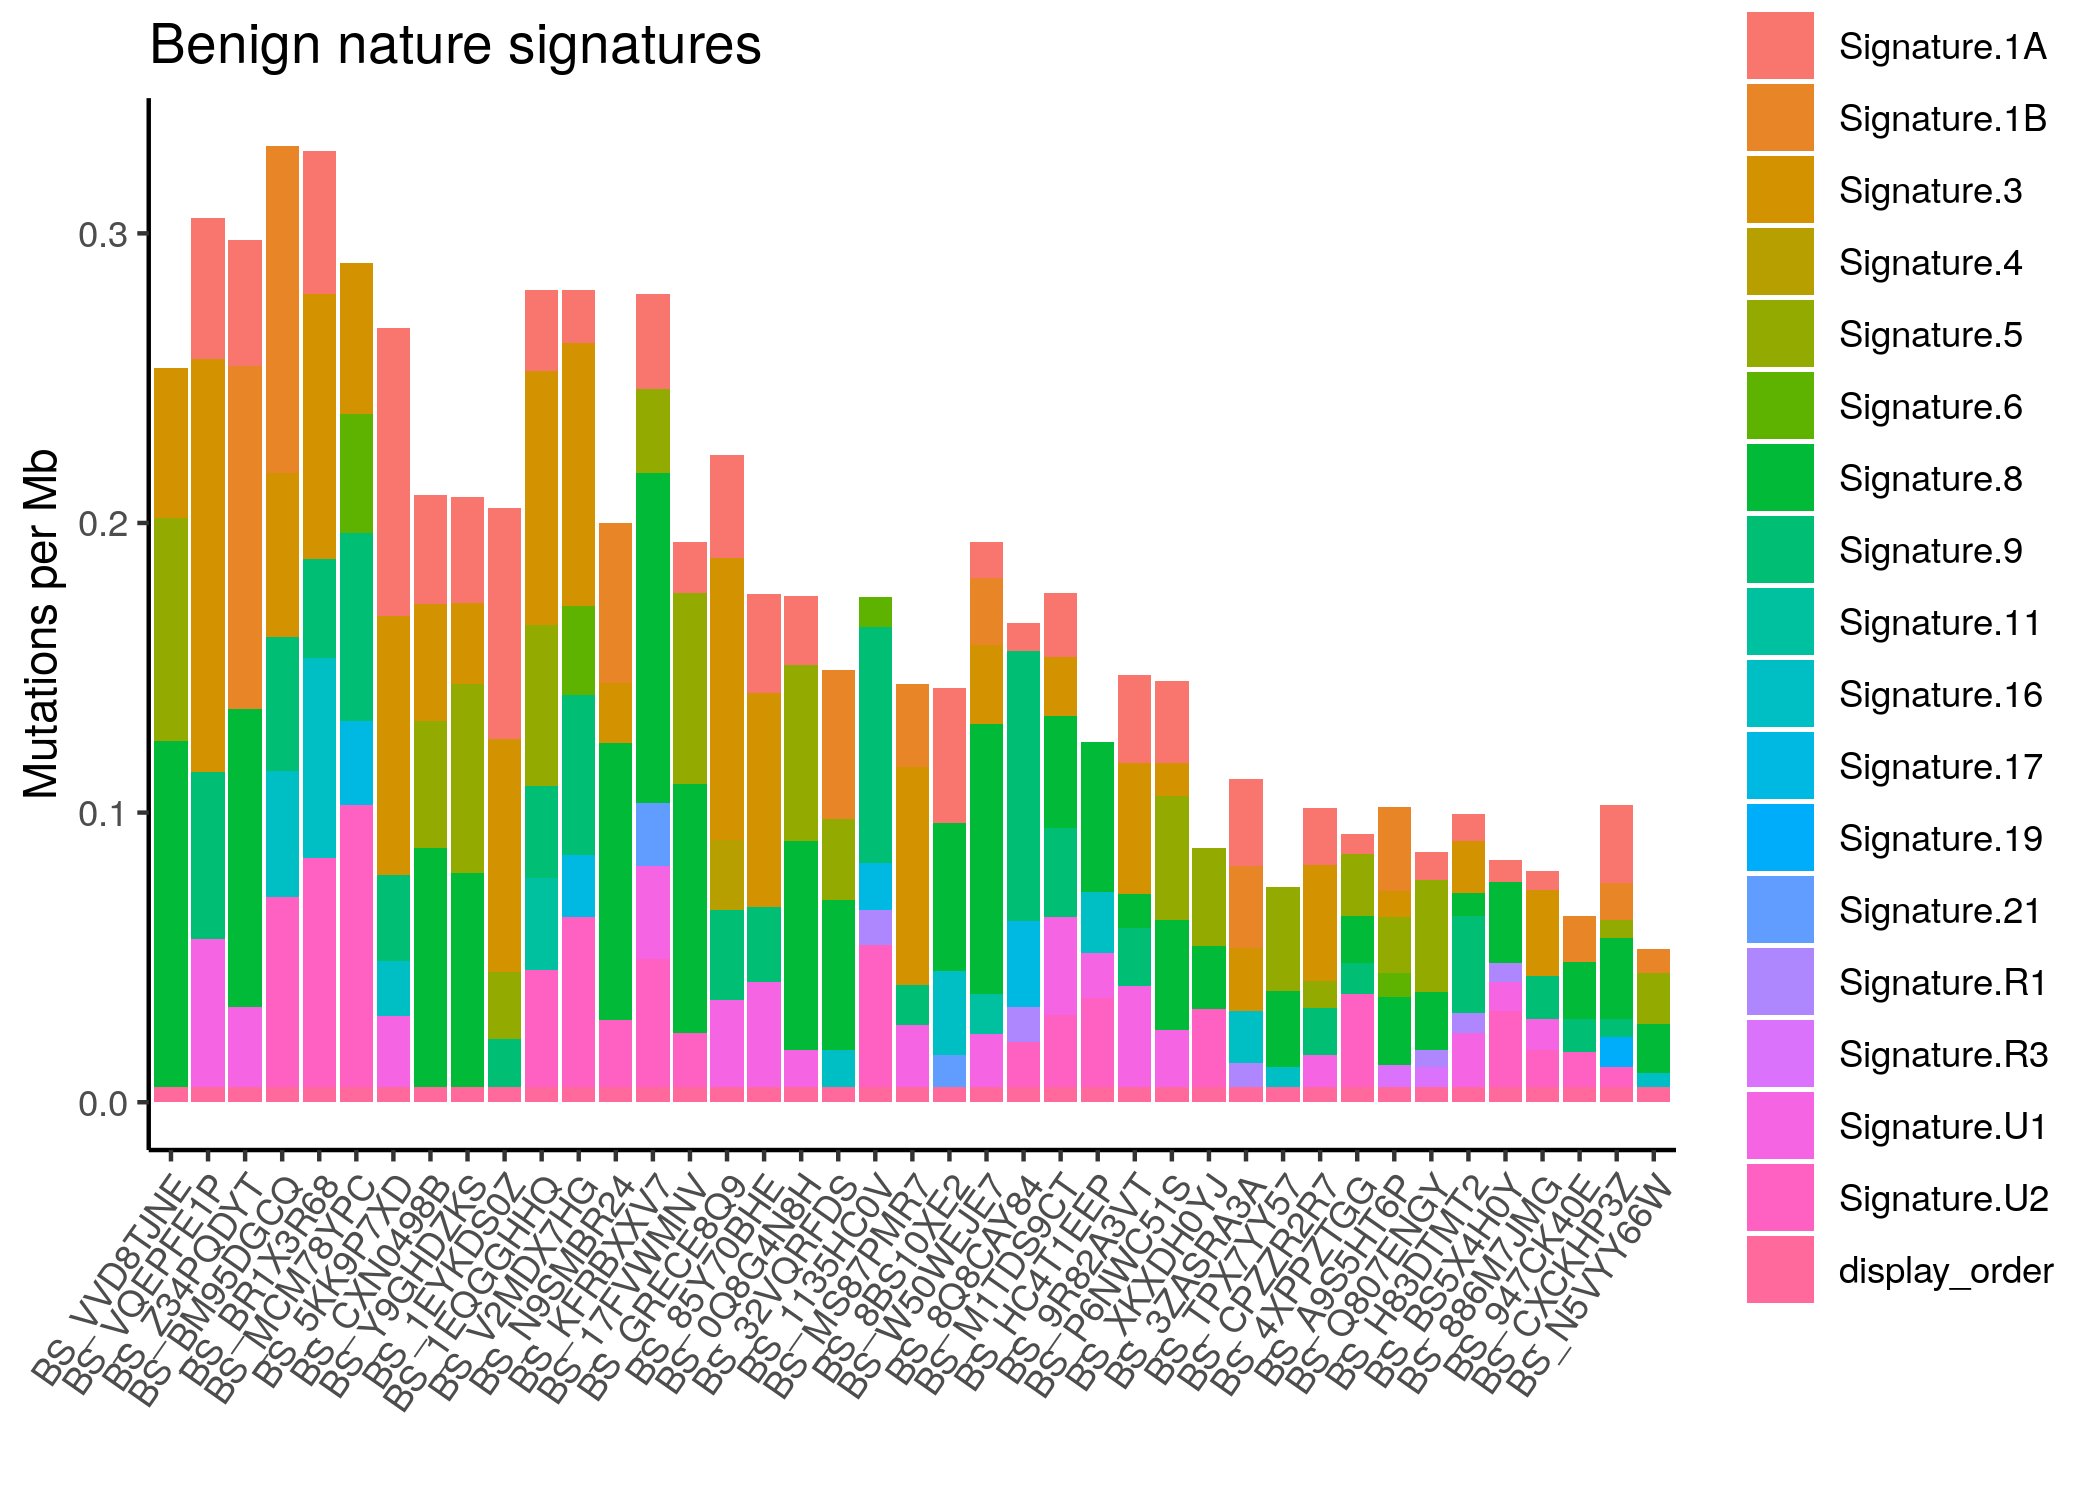 Benign nature signatures
Mutations per Mb
0.3
0.2
0.1
0.0
BS_VVD8TJNE
BS_VQEPFE1P
BS_Z34PQDYT
BS_BM95DGCQ
BS_BR1X3R68
BS_MCM78YPC
BS_5KK9P7XD
BS_CXN0498B
BS_Y9GHDZKS
BS_1EYKDS0Z
BS_1EQGGHHQ
BS_V2MDX7HG
BS_N9SMBR24
BS_KFRBXXV7
BS_17FVWMNV
BS_GRECE8Q9
BS_85Y70BHE
BS_0Q8G4N8H
BS_32VQRFDS
BS_1135HC0V
BS_MS87PMR7
BS_8BS10XE2
BS_W50WEJE7
BS_8Q8CAY84
BS_M1TDS9CT
BS_HC4T1EEP
BS_9R82A3VT
BS_P6NWC51S
BS_XKXDH0YJ
BS_3ZASRA3A
BS_TPX7YY57
BS_CPZZR2R7
BS_4XPPZTGG
BS_A9S5HT6P
BS_Q807ENGY
BS_H83DTMT2
BS_BS5X4H0Y
BS_886M7JMG
BS_947CK40E
BS_CXCKHP3Z
BS_N5VYY66W
Signature.1A
Signature.1B
Signature.3
Signature.4
Signature.5
Signature.6
Signature.8
Signature.9
Signature.11
Signature.16
Signature.17
Signature.19
Signature.21
Signature.R1
Signature.R3
Signature.U1
Signature.U2
display_order